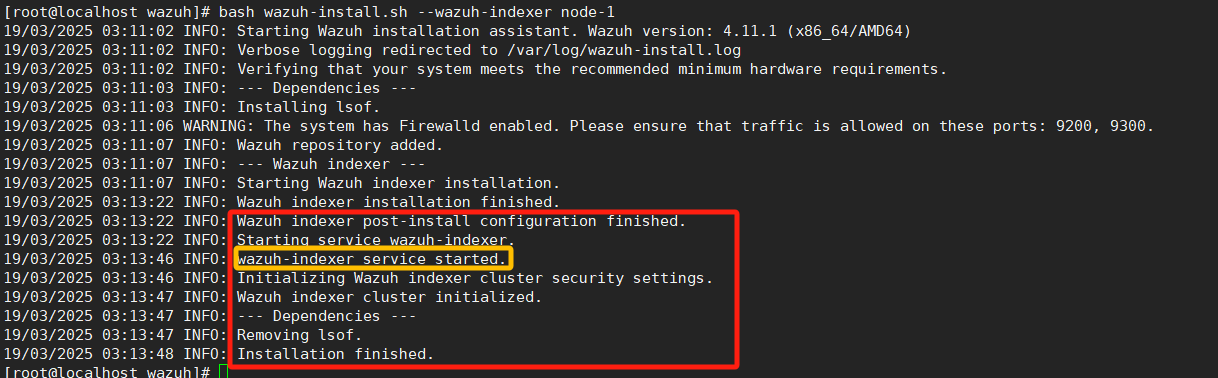 [root@localhost wazuh]# bash wazuh-install.sh --wazuh-indexer node-1
19/03/2025 03:11:02 INFO: Starting Wazuh installation assistant. Wazuh version: 4.11.1 (x86_64/AMD64)
19/03/2025 03:11:02 INFO: Verbose logging redirected to /var/log/wazuh-install.log
19/03/2025 03:11:02 INFO: Verifying that your system meets the recommended minimum hardware requirements.
19/03/2025 03:11:03 INFO: --- Dependencies ---
19/03/2025 03:11:03 INFO: Installing lsof.
19/03/2025 03:11:06 WARNING: The system has Firewalld enabled. Please ensure that traffic is allowed on these ports: 9200, 9300.
19/03/2025 03:11:07 INFO: Wazuh repository added.
19/03/2025 03:11:07 INFO: --- Wazuh indexer ---
19/03/2025 03:11:07 INFO: Starting Wazuh indexer installation.
19/03/2025 03:13:22 INFO: Wazuh indexer installation finished.
19/03/2025 03:13:22 INFO: Wazuh indexer post-install configuration finished.
19/03/2025 03:13:22 INFO: Starting service wazuh-indexer.
19/03/2025 03:13:46 INFO: wazuh-indexer service started.
19/03/2025 03:13:46 INFO: Initializing Wazuh indexer cluster security settings.
19/03/2025 03:13:47 INFO: Wazuh indexer cluster initialized.
19/03/2025 03:13:47 INFO: --- Dependencies ---
19/03/2025 03:13:47 INFO: Removing lsof.
19/03/2025 03:13:48 INFO: Installation finished.
[root@localhost wazuh]#